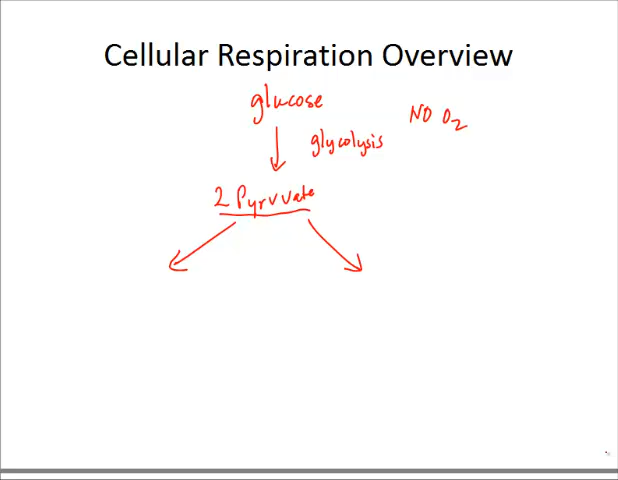 Cellular Respiration Overview
glucose
NO O2
glycolysis
2 Pyruvate